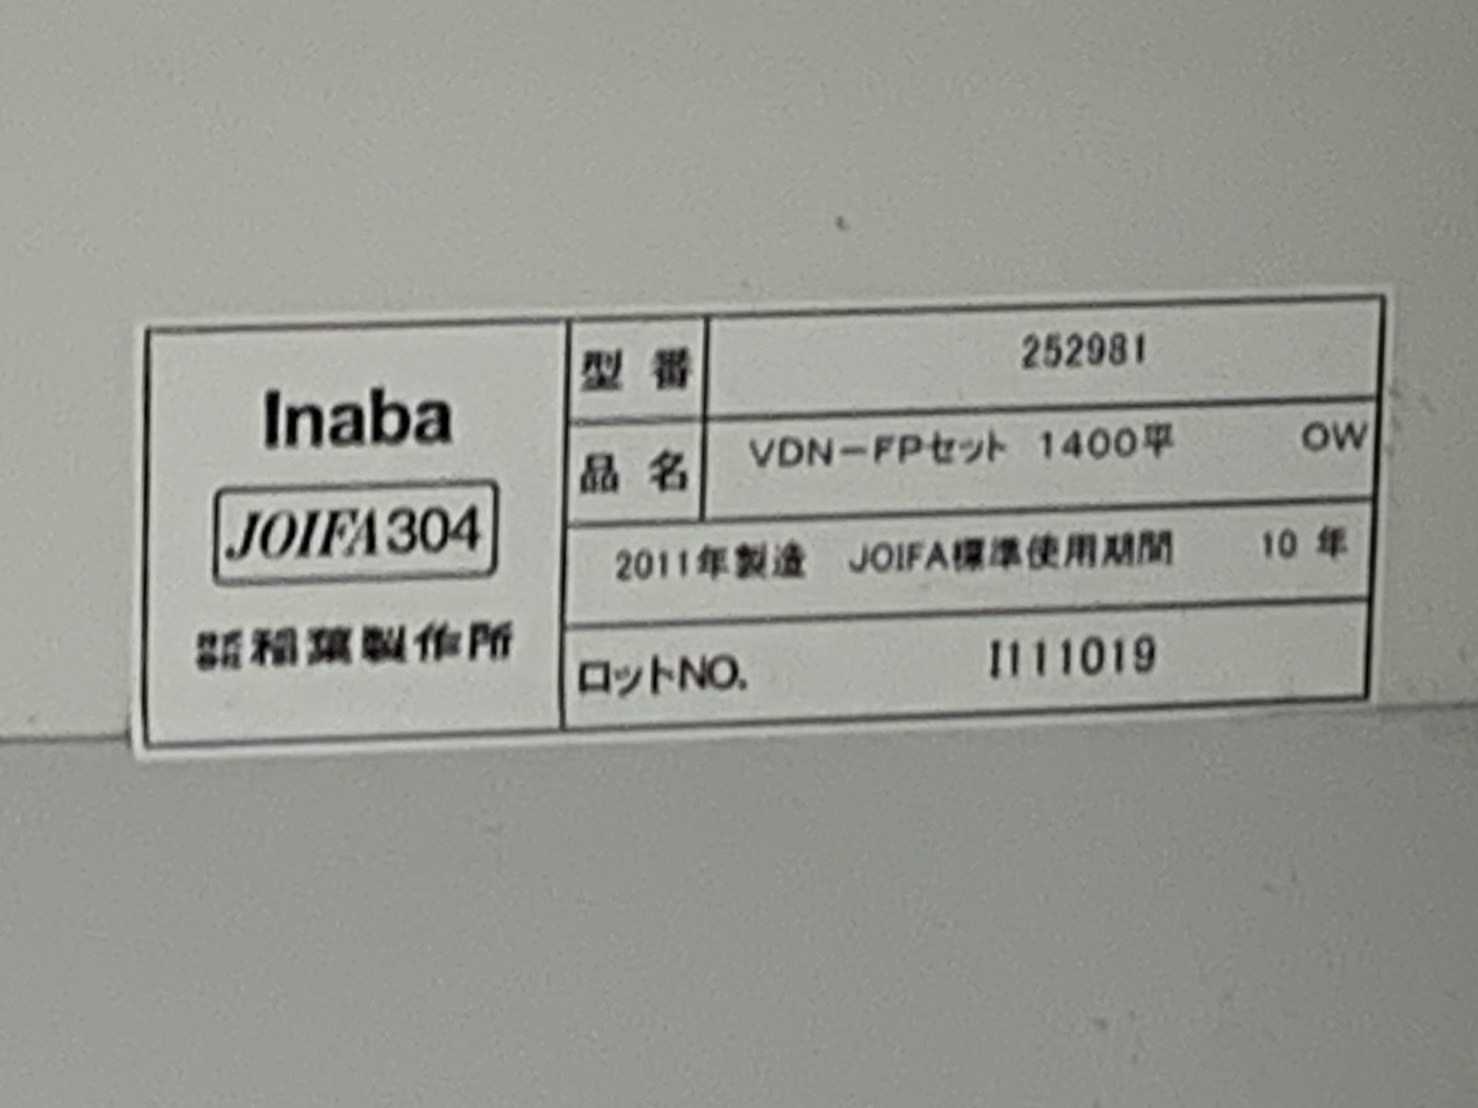 Inaba
JOIFA304
株式会社 稲葉製作所
型番 252981
品名 VDN-FPセット 1400平 OW
2011年製造 JOIFA標準使用期間 10 年
ロットNO. I111019